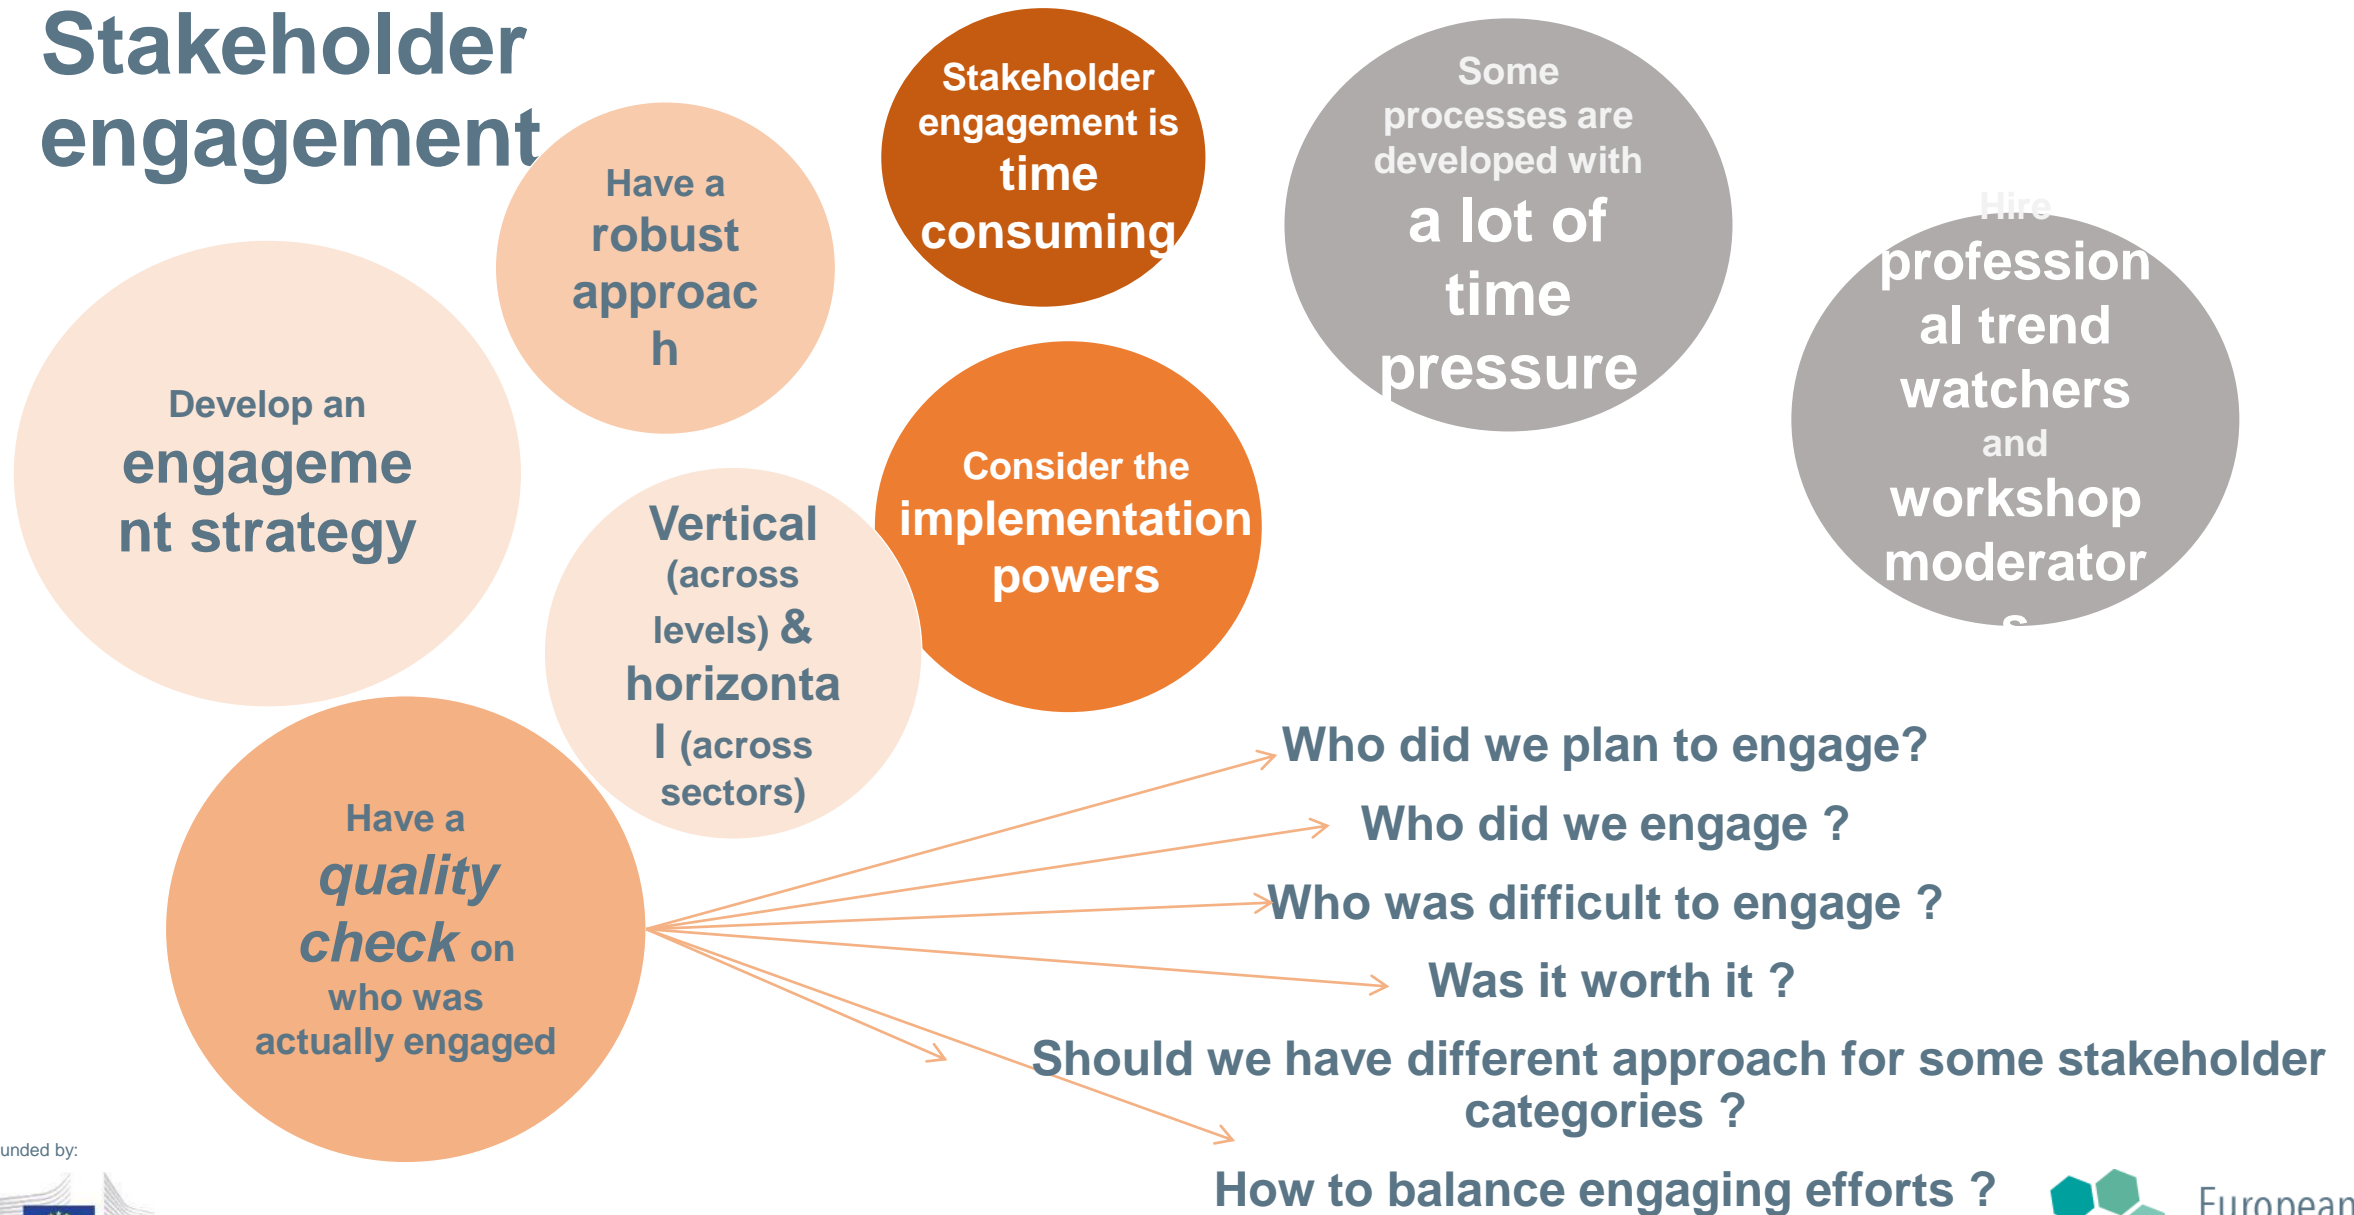 Stakeholder
engagement
Have a
robust
approac
h
Stakeholder
engagement is
time
consuming
Some
processes are
developed with
a lot of
time
pressure
Hire
profession
al trend
watchers
and
workshop
moderator
s
Develop an
engageme
nt strategy
Vertical
(across
levels) &
horizonta
l (across
sectors)
Consider the
implementation
powers
Have a
quality
check on
who was
actually engaged
Who did we plan to engage?
Who did we engage ?
Who was difficult to engage ?
Was it worth it ?
Should we have different approach for some stakeholder
categories ?
How to balance engaging efforts ?
unded by:
European